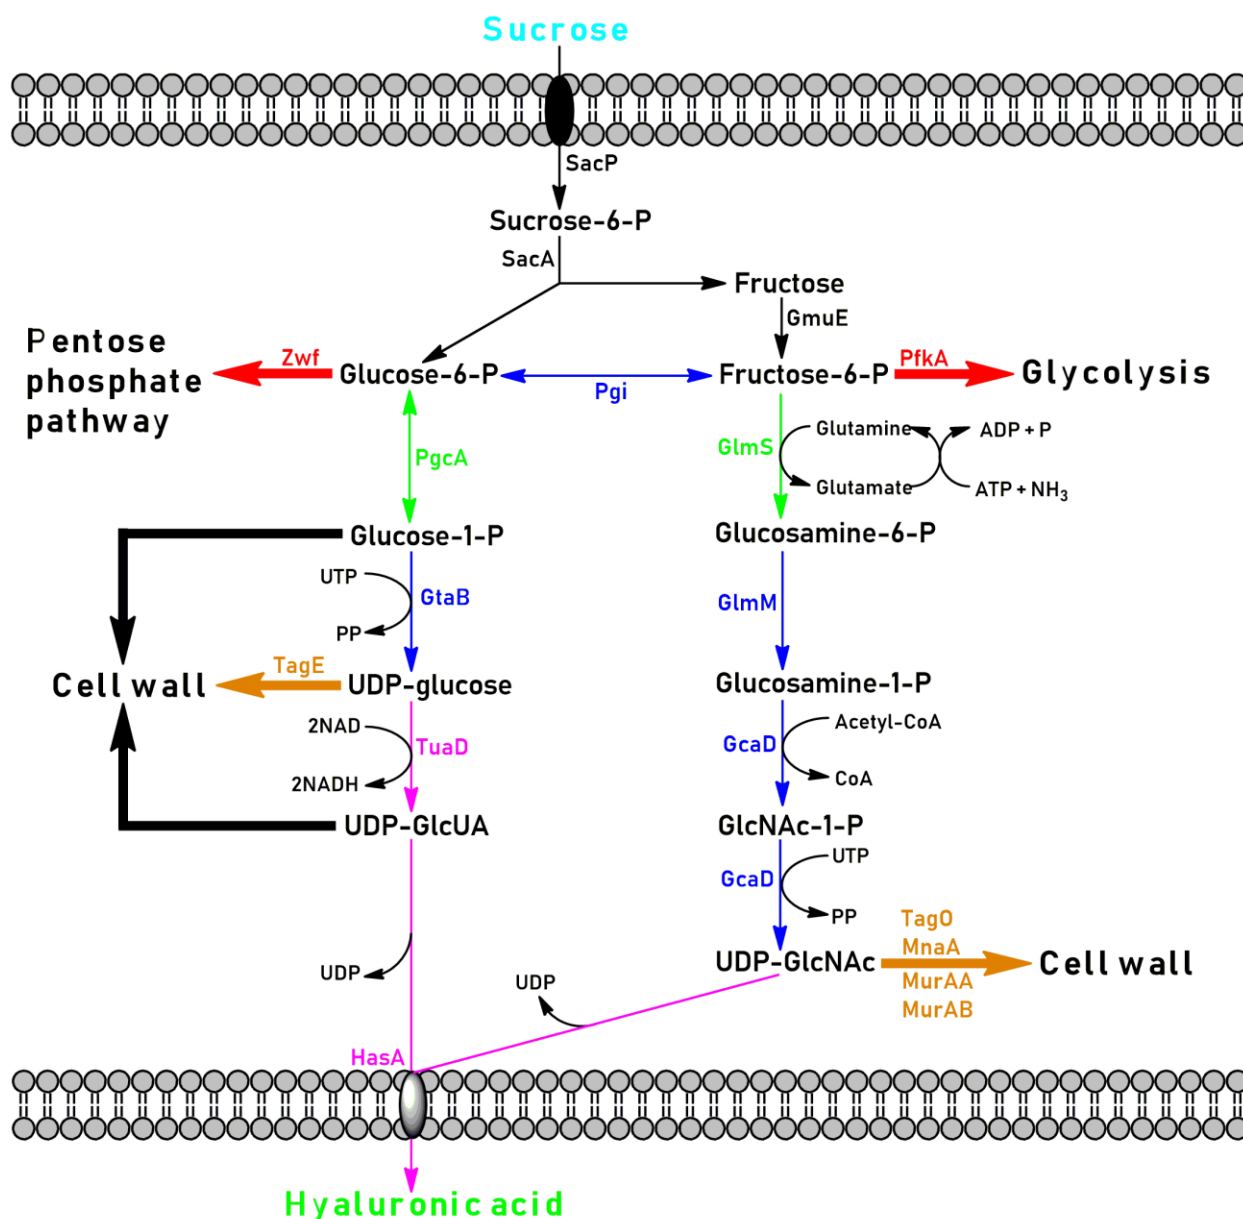 Sucrose
SacP
Sucrose-6-P
SacA
Fructose
GmuE
Pentose
phosphate
pathway
Zwf
Glucose-6-P
Pgi
Fructose-6-P
PfkA
Glycolysis
PgcA
GlmS
Glutamine
ADP + P
Glutamate
ATP + NH₃
Glucose-1-P
Glucosamine-6-P
UTP
GtaB
PP
GlmM
Cell wall
TagE
UDP-glucose
Glucosamine-1-P
2NAD
TuaD
2NADH
Acetyl-CoA
GcaD
CoA
UDP-GlcUA
GlcNAc-1-P
GcaD
UTP
PP
UDP-GlcNAc
TagO
MnaA
MurAA
MurAB
Cell wall
UDP
UDP
HasA
Hyaluronic acid